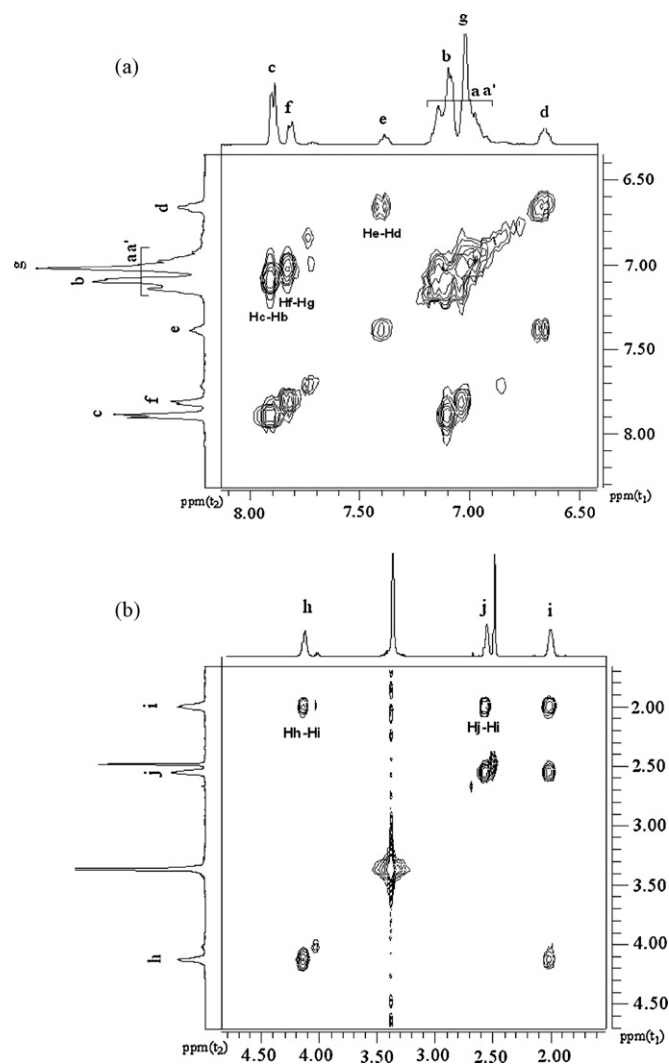 (a)
g
c
b
a a'
f
e
d
d
6.50
He-Hd
aa'
g
7.00
b
Hf-Hg
Hc-Hb
e
7.50
f
c
8.00
ppm(t2)
ppm(t1)
8.00 7.50 7.00 6.50
(b)
h
j
i
i
2.00
Hh-Hi
Hj-Hi
j
2.50
3.00
3.50
h
4.00
4.50
ppm(t2)
ppm(t1)
4.50 4.00 3.50 3.00 2.50 2.00